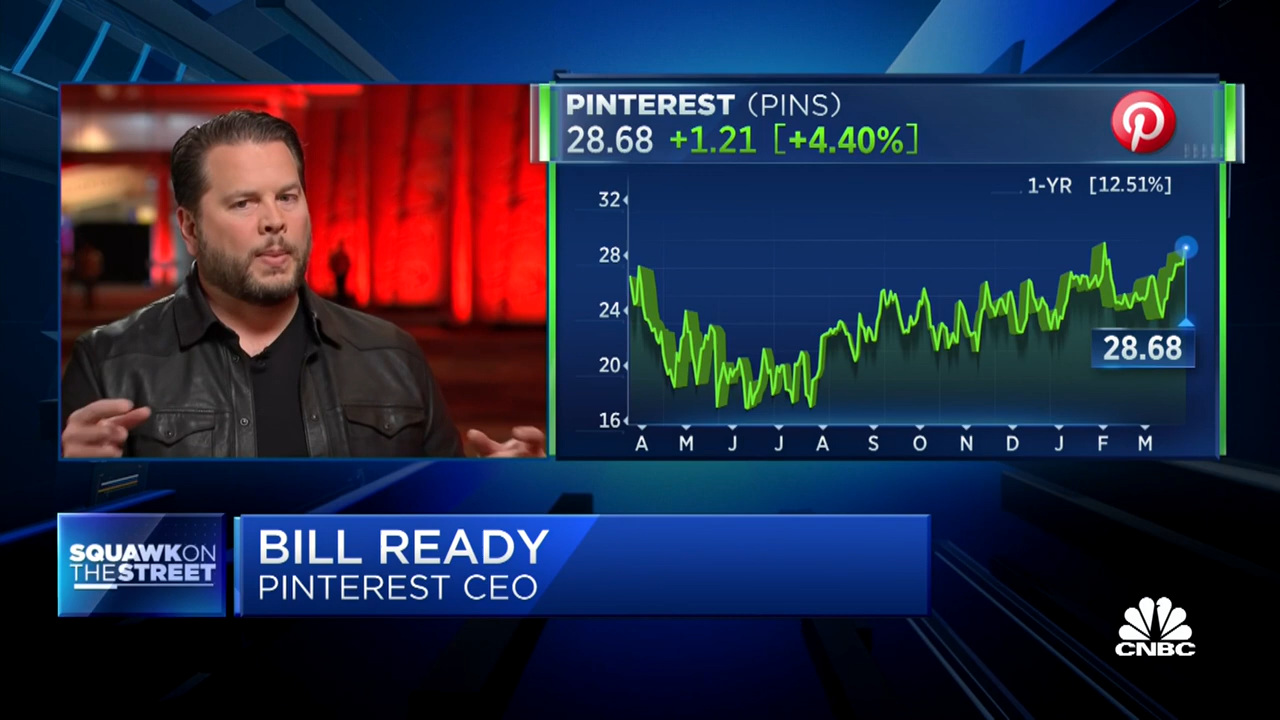 PINTEREST (PINS)
28.68 +1.21 [+4.40%]
1-YR [12.51%]
32
28
24
20
16
28.68
A M J J A S O N D J F M
SQUAWK ON
THE STREET
BILL READY
PINTEREST CEO
CNBC